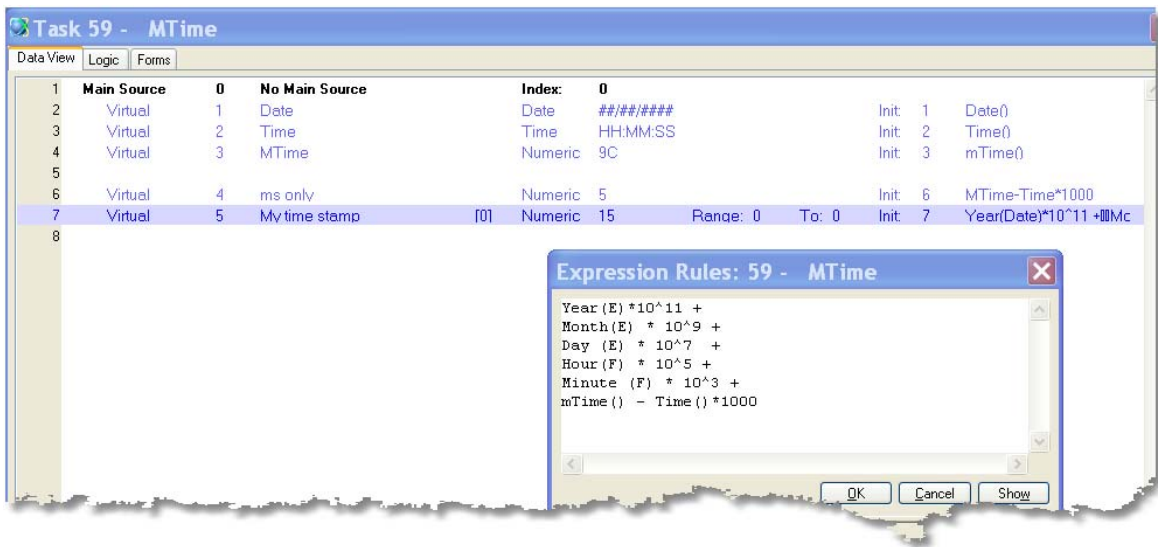 Task 59 - MTime
Data View Logic Forms
1 Main Source 0 No Main Source Index: 0
2 Virtual 1 Date Date ##/##/#### Init: 1 Date()
3 Virtual 2 Time Time HH:MM:SS Init: 2 Time()
4 Virtual 3 MTime Numeric 9C Init: 3 mTime()
5
6 Virtual 4 ms only Numeric 5 Init: 6 MTime-Time*1000
7 Virtual 5 My time stamp [0] Numeric 15 Range: 0 To: 0 Init: 7 Year(Date)*10^11 +▯▯Mc
8
Expression Rules: 59 - MTime
Year(E)*10^11 +
Month(E) * 10^9 +
Day (E) * 10^7 +
Hour(F) * 10^5 +
Minute (F) * 10^3 +
mTime() - Time()*1000
OK Cancel Show